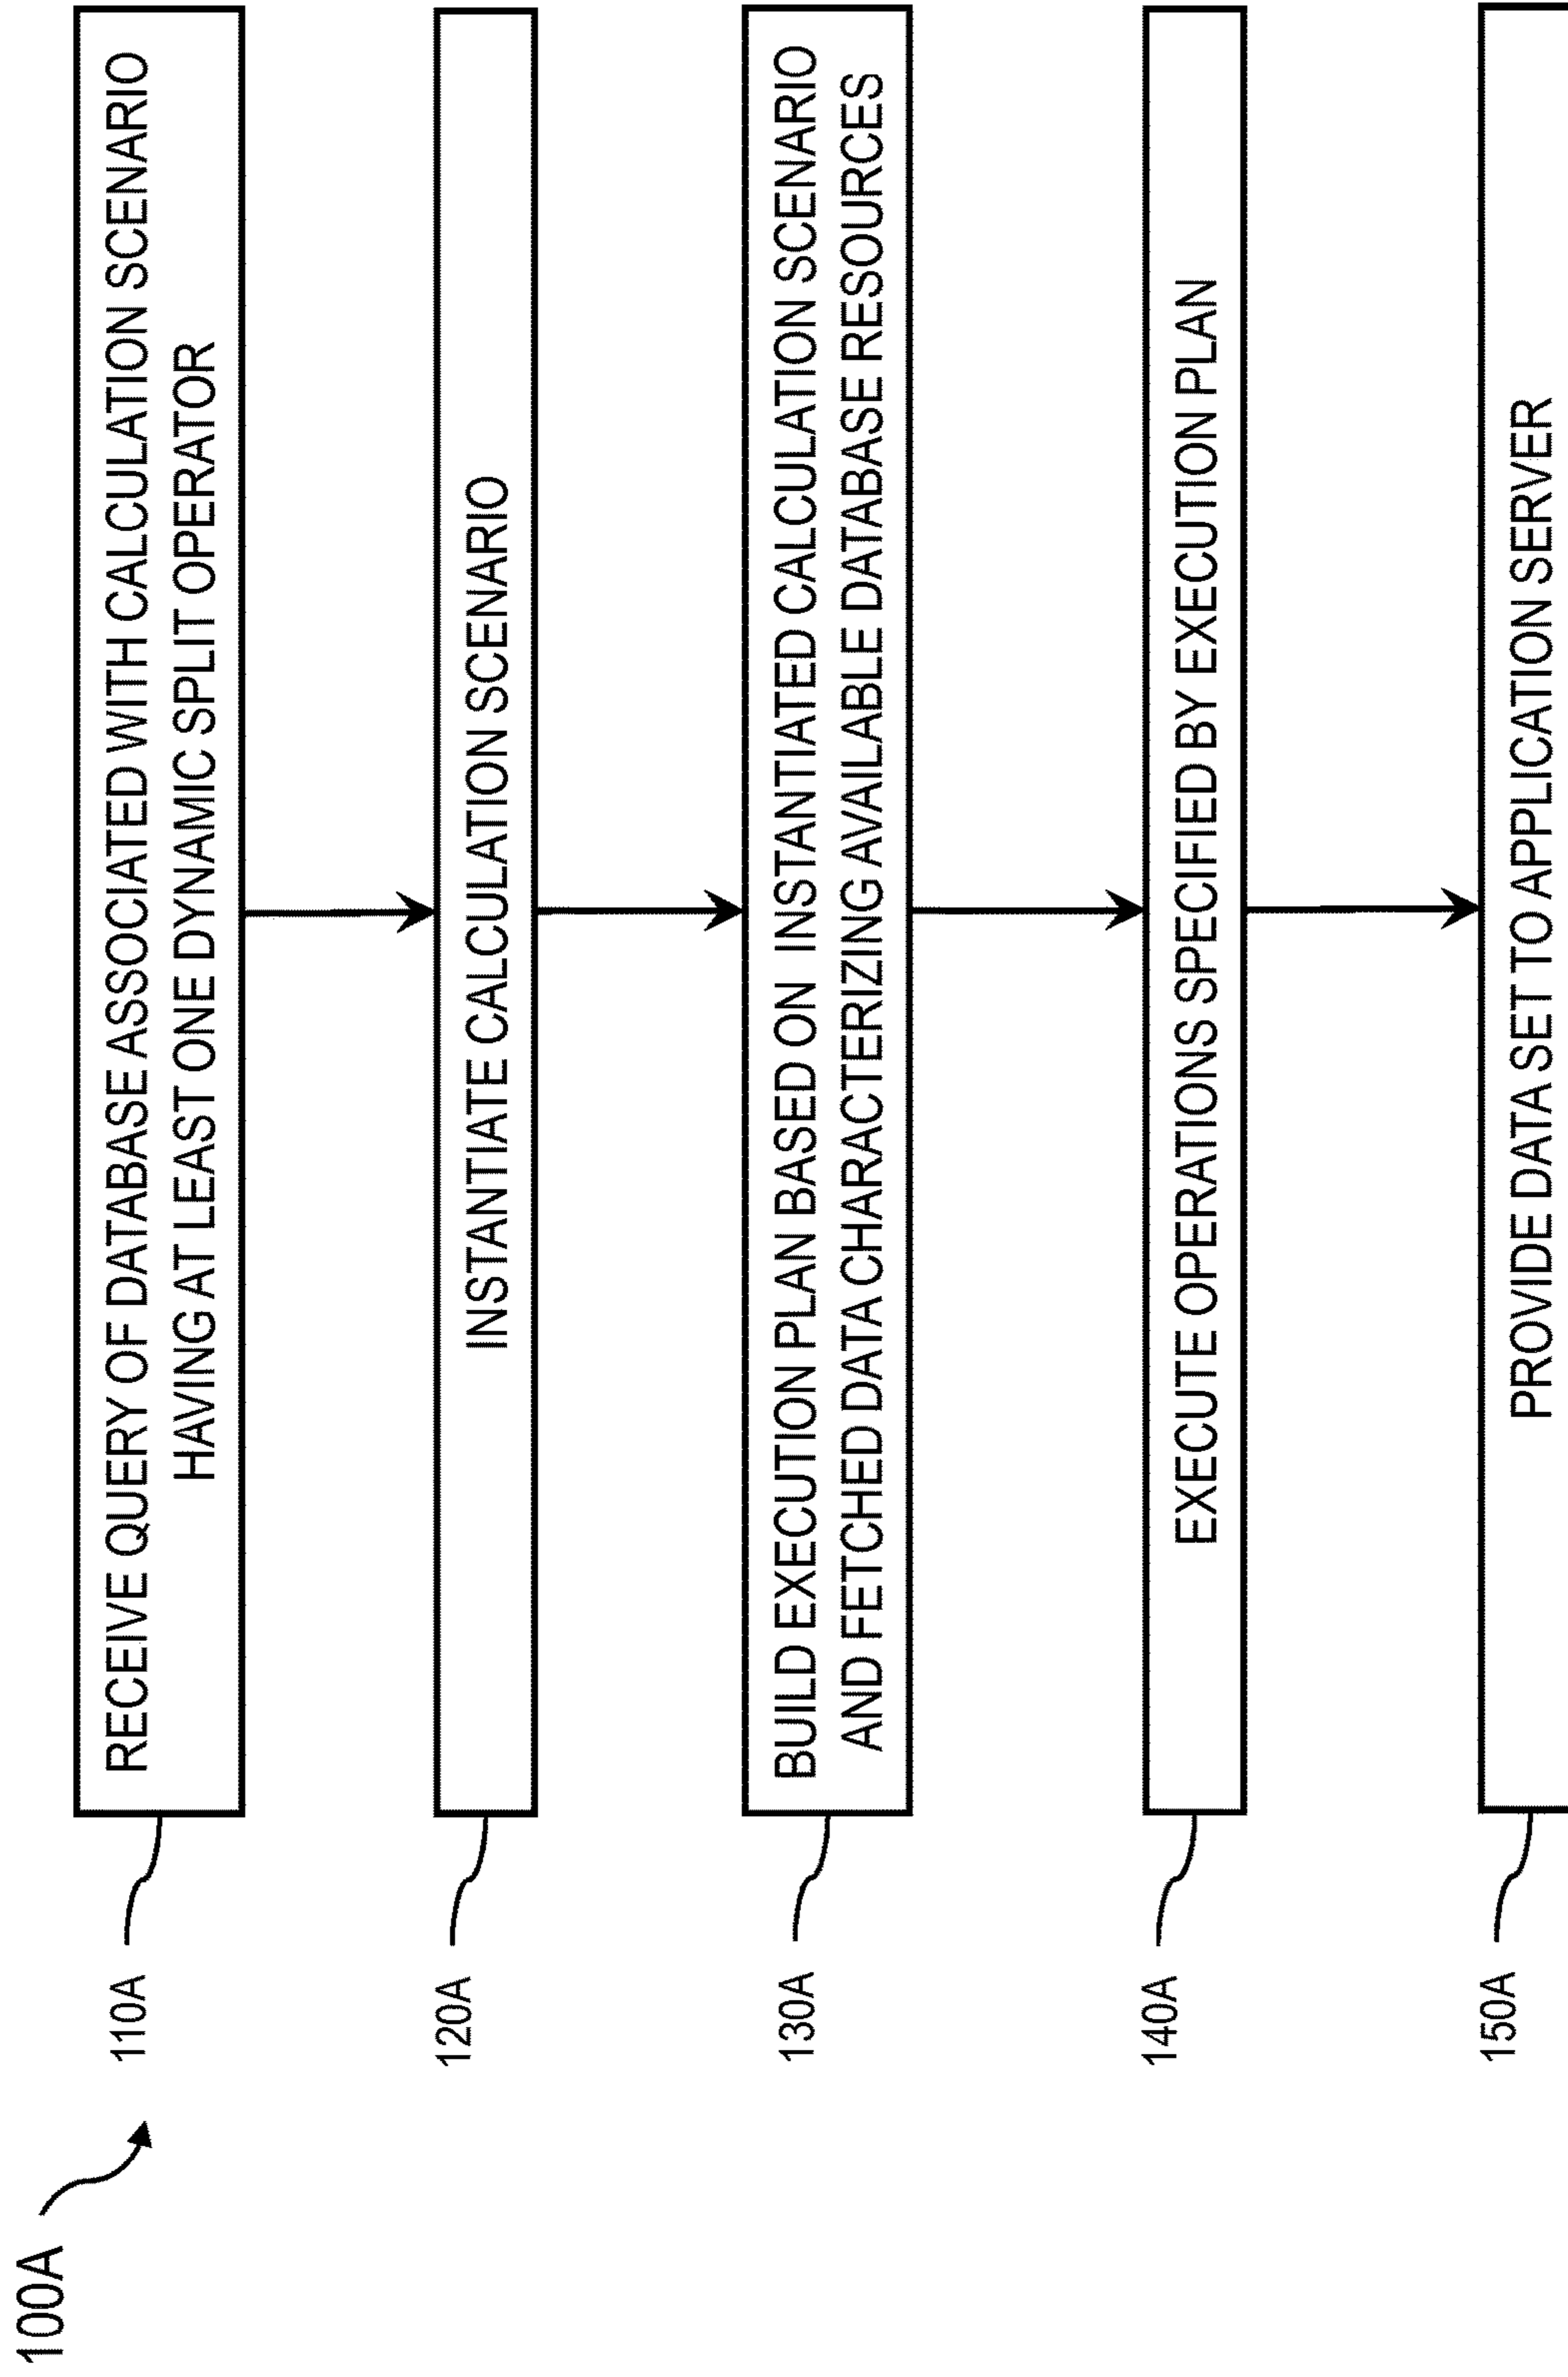 100A
110A
RECEIVE QUERY OF DATABASE ASSOCIATED WITH CALCULATION SCENARIO
HAVING AT LEAST ONE DYNAMIC SPLIT OPERATOR
120A
INSTANTIATE CALCULATION SCENARIO
130A
BUILD EXECUTION PLAN BASED ON INSTANTIATED CALCULATION SCENARIO
AND FETCHED DATA CHARACTERIZING AVAILABLE DATABASE RESOURCES
140A
EXECUTE OPERATIONS SPECIFIED BY EXECUTION PLAN
150A
PROVIDE DATA SET TO APPLICATION SERVER